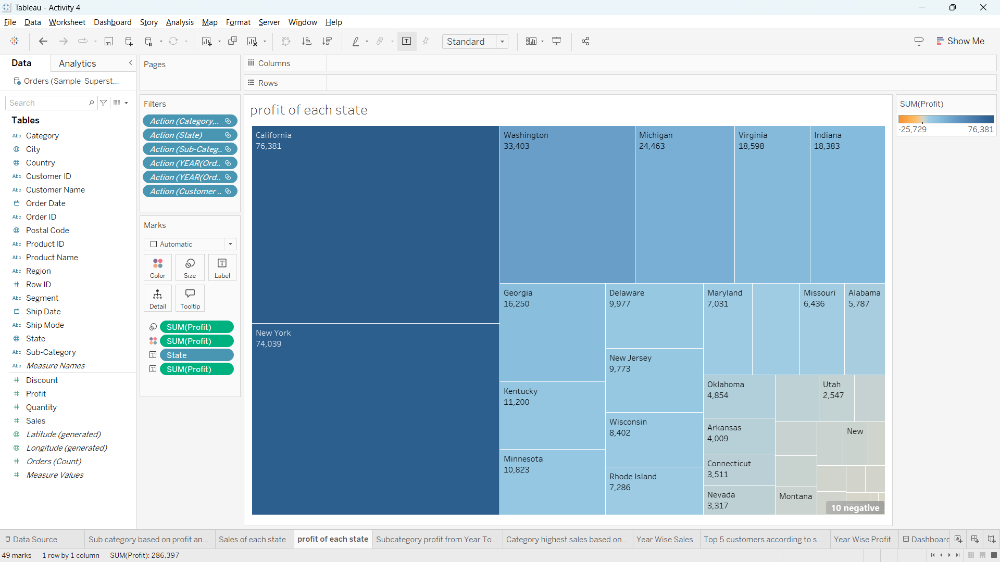 Tableau - Activity 4
File Data Worksheet Dashboard Story Analysis Map Format Server Window Help
Standard
Show Me
Data Analytics
Orders (Sample Superst...
Search
Tables
Abc Category
City
Country
Abc Customer ID
Abc Customer Name
Order Date
Abc Order ID
Postal Code
Abc Product ID
Abc Product Name
Abc Region
Row ID
Abc Segment
Ship Date
Abc Ship Mode
State
Abc Sub-Category
Abc Measure Names
Discount
Profit
Quantity
Sales
Latitude (generated)
Longitude (generated)
Orders (Count)
Measure Values
Pages
Filters
Action (Category,..
Action (State)
Action (Sub-Categ..
Action (YEAR(Ord..
Action (YEAR(Ord..
Action (Customer ..
Marks
Automatic
Color Size Label
Detail Tooltip
SUM(Profit)
SUM(Profit)
State
SUM(Profit)
Columns
Rows
profit of each state
California
76,381
New York
74,039
Washington
33,403
Michigan
24,463
Virginia
18,598
Indiana
18,383
Georgia
16,250
Kentucky
11,200
Minnesota
10,823
Delaware
9,977
New Jersey
9,773
Wisconsin
8,402
Rhode Island
7,286
Maryland
7,031
Missouri
6,436
Alabama
5,787
Oklahoma
4,854
Arkansas
4,009
Connecticut
3,511
Nevada
3,317
Utah
2,547
New
Montana
10 negative
SUM(Profit)
-25,729 76,381
Data Source
Sub category based on profit an...
Sales of each state
profit of each state
Subcategory profit from Year To...
Category highest sales based on...
Year Wise Sales
Top 5 customers according to s...
Year Wise Profit
Dashboard
49 marks 1 row by 1 column SUM(Profit): 286,397